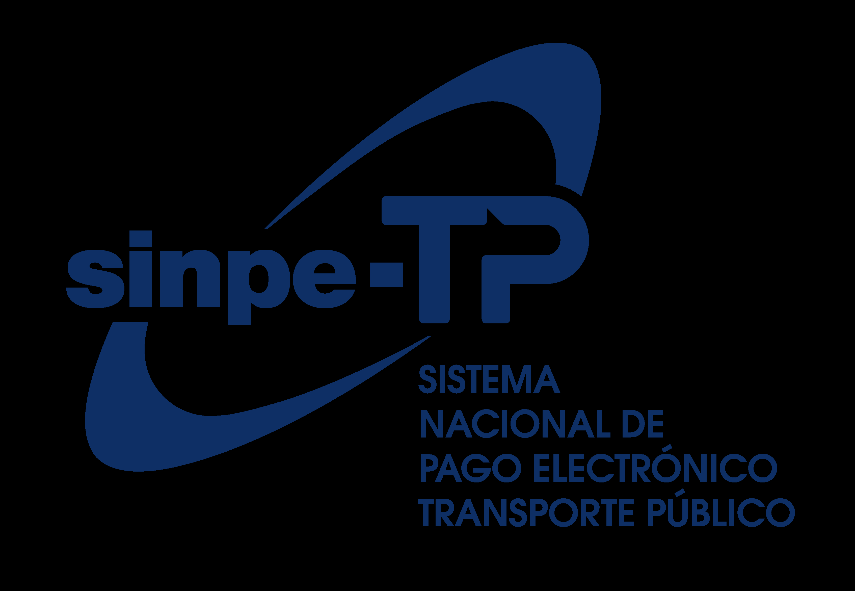 sinpe-TP
SISTEMA
NACIONAL DE
PAGO ELECTRÓNICO
TRANSPORTE PÚBLICO